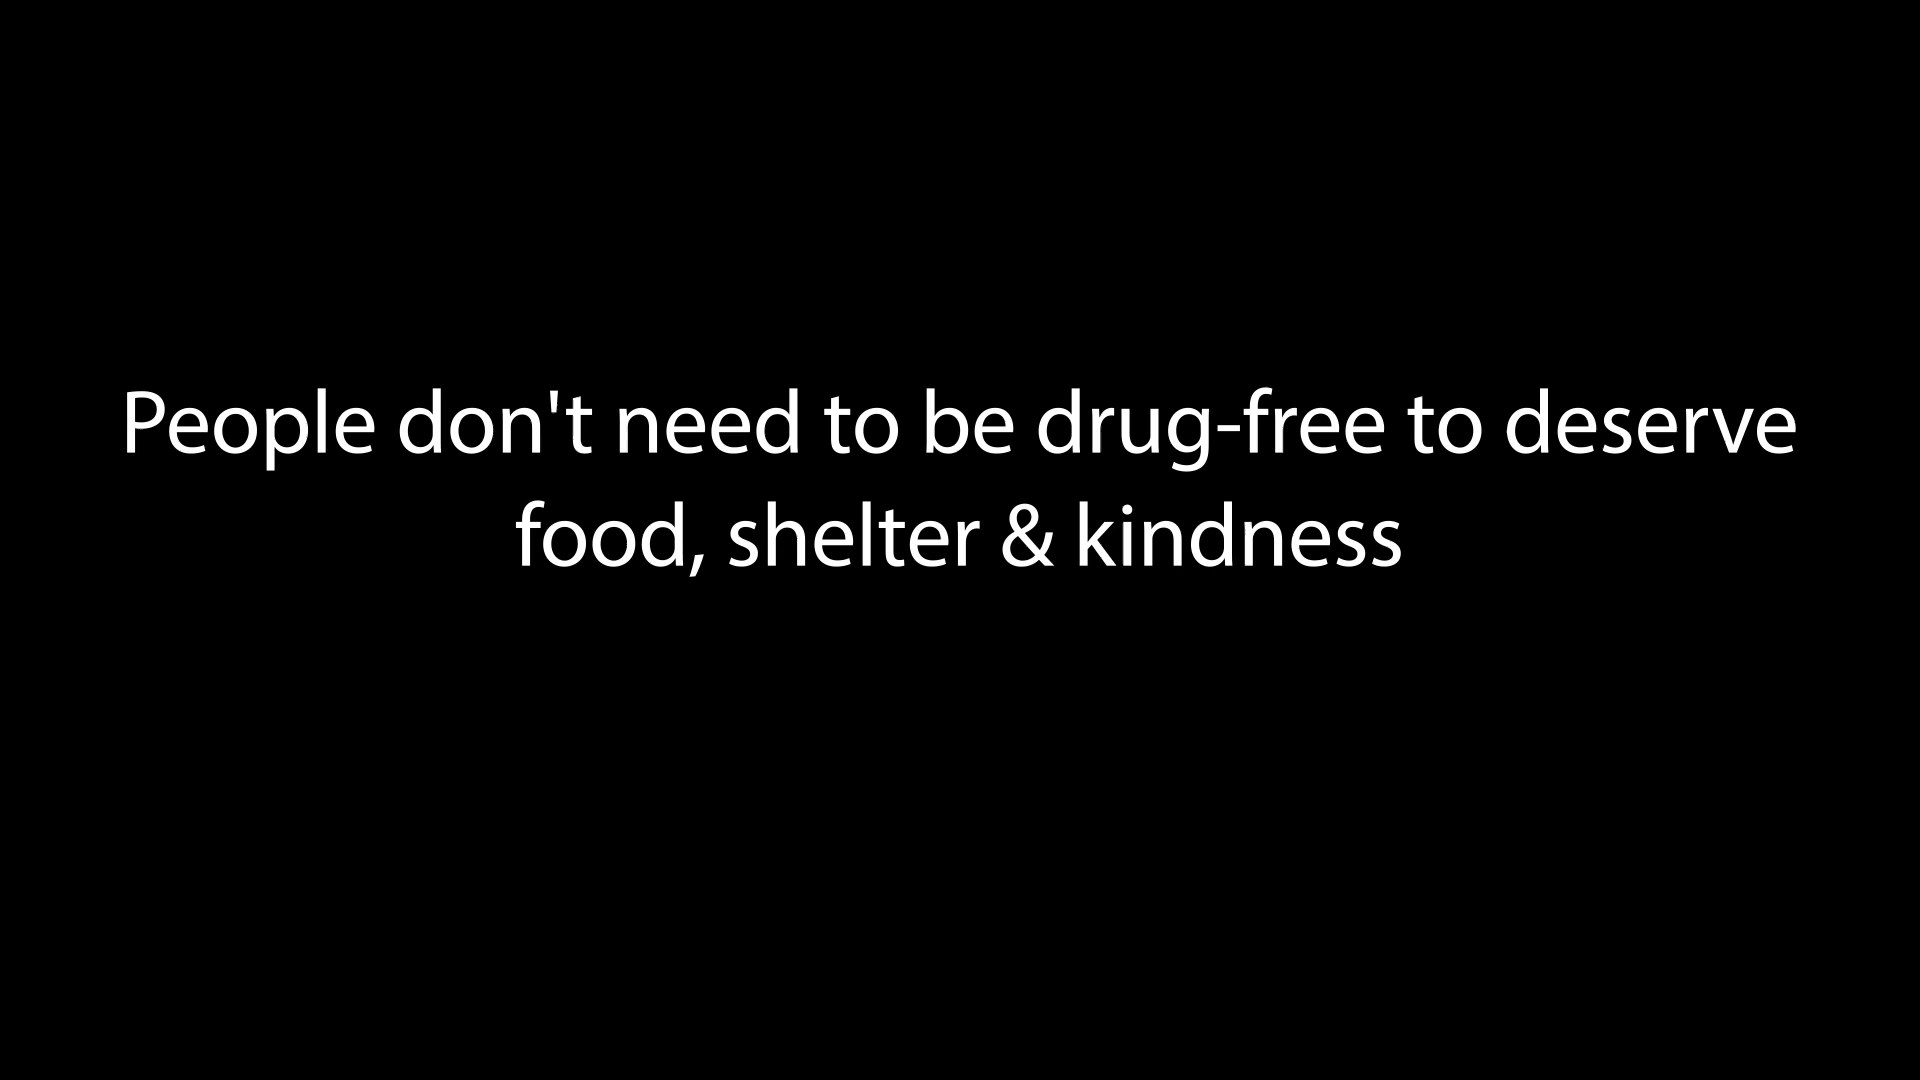 People don't need to be drug-free to deserve
food, shelter & kindness